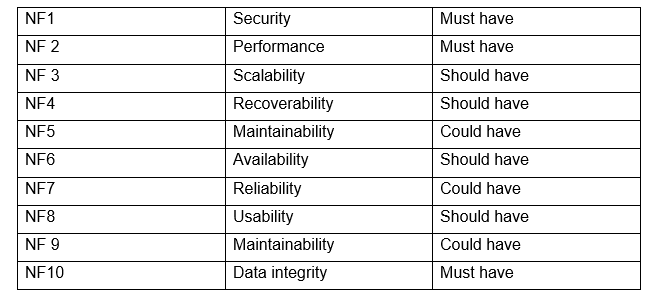 NF1 Security Must have
NF 2 Performance Must have
NF 3 Scalability Should have
NF4 Recoverability Should have
NF5 Maintainability Could have
NF6 Availability Should have
NF7 Reliability Could have
NF8 Usability Should have
NF 9 Maintainability Could have
NF10 Data integrity Must have